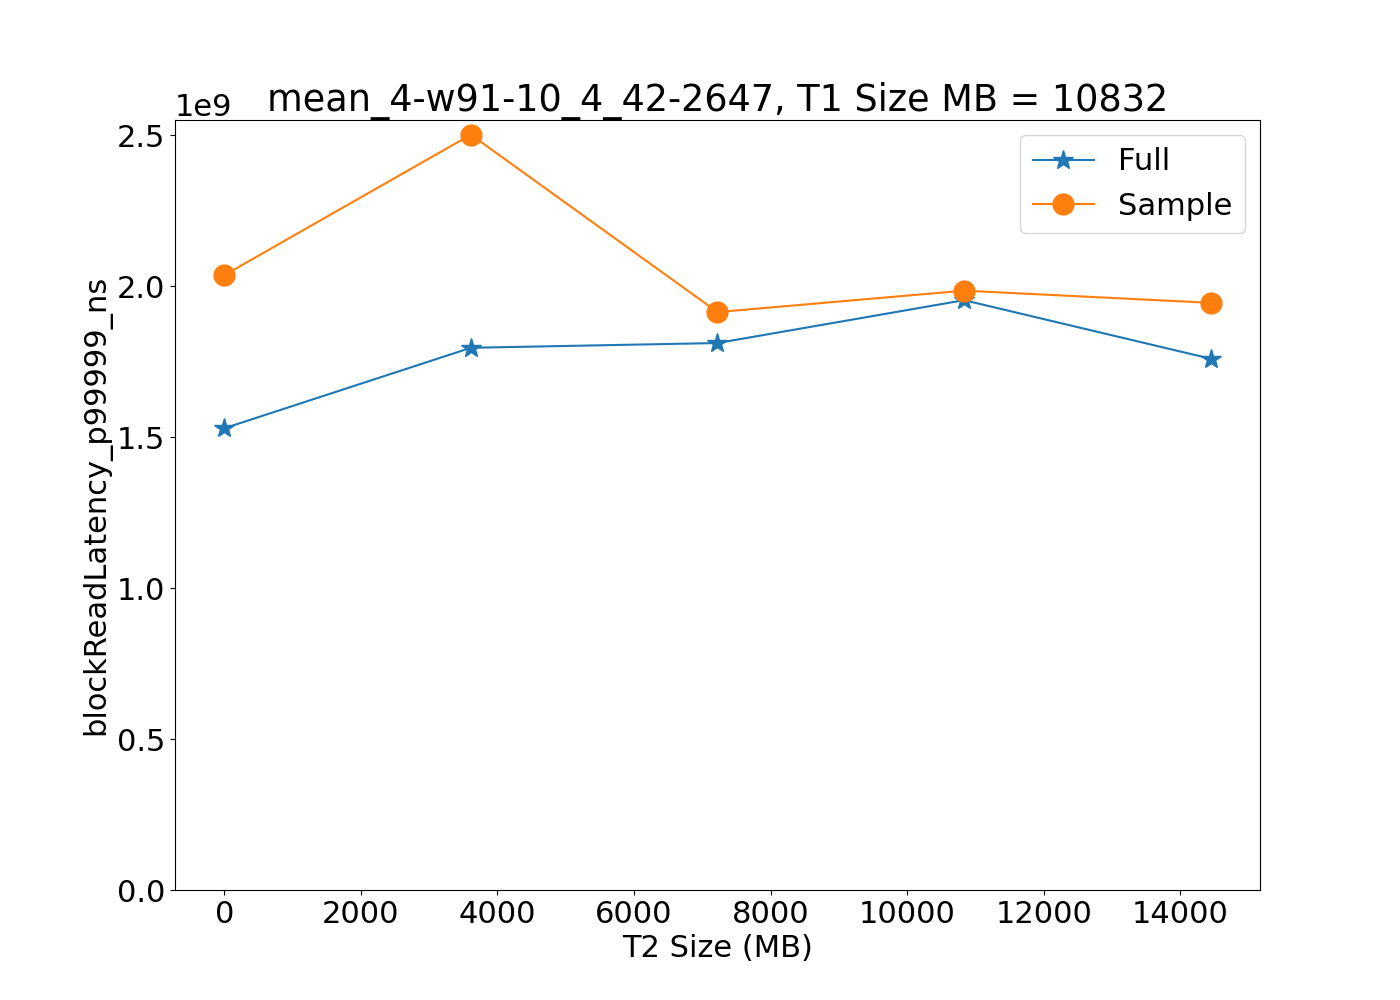 1e9
mean_4-w91-10_4_42-2647, T1 Size MB = 10832
2.5
2.0
1.5
1.0
0.5
0.0
blockReadLatency_p99999_ns
Full
Sample
0 2000 4000 6000 8000 10000 12000 14000
T2 Size (MB)